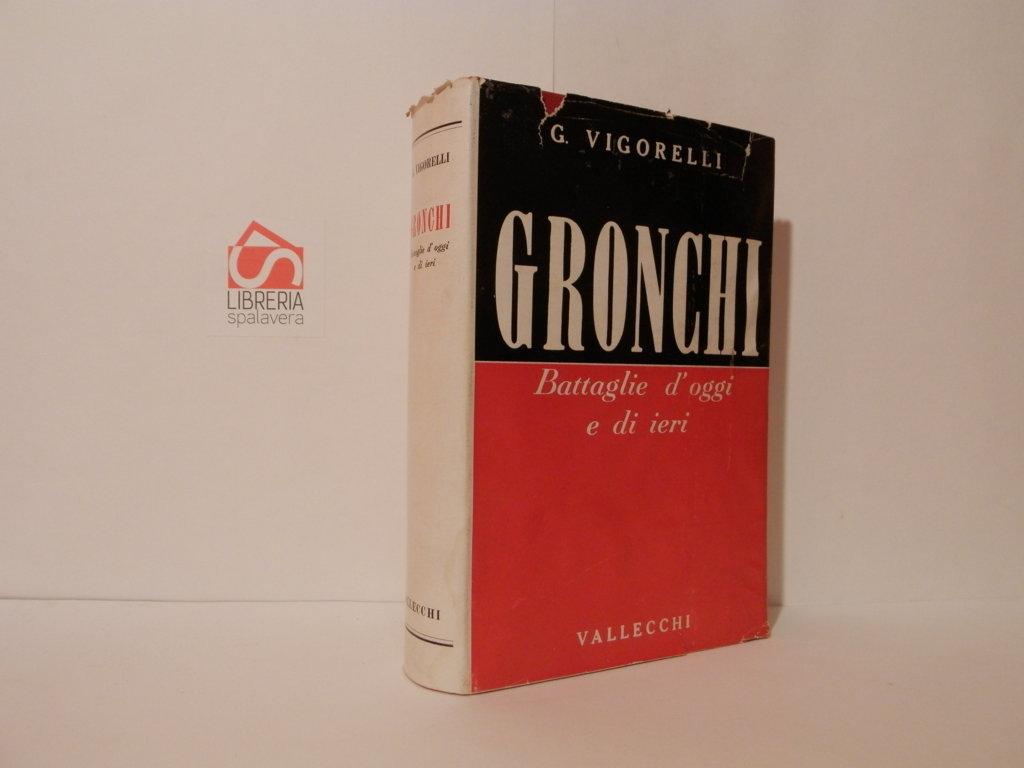 LIBRERIA
spalavera
VIGORELLI
GRONCHI
Battaglie d'oggi
e di ieri
VALLECCHI
G. VIGORELLI
GRONCHI
Battaglie d'oggi
e di ieri
VALLECCHI